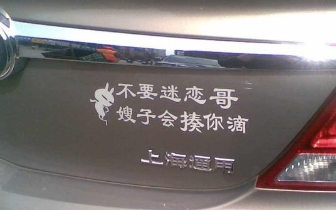 不要迷恋哥
嫂子会揍你滴
上海通用